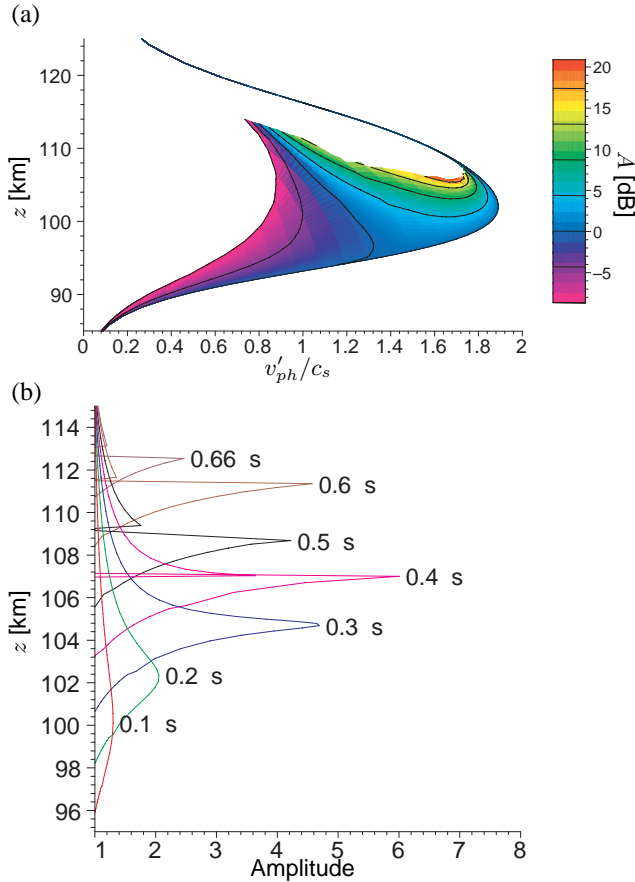 (a)
120
110
100
90
z [km]
0 0.2 0.4 0.6 0.8 1 1.2 1.4 1.6 1.8 2
v′ph/cs
20
15
10
5
0
−5
A [dB]
(b)
114
112
110
108
106
104
102
100
98
96
z [km]
0.66 s
0.6 s
0.5 s
0.4 s
0.3 s
0.2 s
0.1 s
1 2 3 4 5 6 7 8
Amplitude